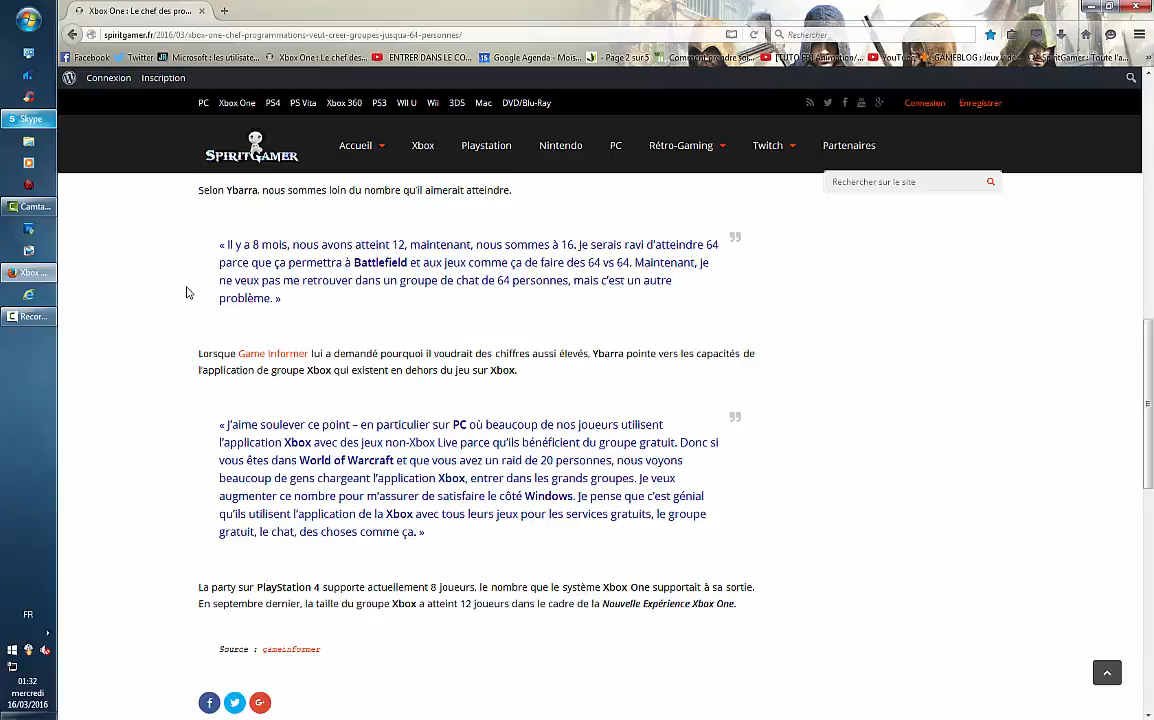 Xbox One : Le chef des pro...
spiritgamer.fr/2016/03/xbox-one-chef-programmations-veut-creer-groupes-jusqua-64-personnes/
Rechercher
Facebook Twitter Microsoft : les utilisate... Xbox One : Le chef des... ENTRER DANS LE CO... Google Agenda - Mois... - Page 2 sur 5 Comment prendre soi... [TUTO FR] Animation/... YouTube GAMEBLOG : Jeux vidé... SpiritGamer : Toute l'a...
Connexion Inscription
PC Xbox One PS4 PS Vita Xbox 360 PS3 WII U Wii 3DS Mac DVD/Blu-Ray
Connexion Enregistrer
SPIRITGAMER
Accueil Xbox Playstation Nintendo PC Rétro-Gaming Twitch Partenaires
Rechercher sur le site
Selon Ybarra, nous sommes loin du nombre qu'il aimerait atteindre.
« Il y a 8 mois, nous avons atteint 12, maintenant, nous sommes à 16. Je serais ravi d'atteindre 64
parce que ça permettra à Battlefield et aux jeux comme ça de faire des 64 vs 64. Maintenant, je
ne veux pas me retrouver dans un groupe de chat de 64 personnes, mais c'est un autre
problème. »
Lorsque Game Informer lui a demandé pourquoi il voudrait des chiffres aussi élevés, Ybarra pointe vers les capacités de
l'application de groupe Xbox qui existent en dehors du jeu sur Xbox.
« J'aime soulever ce point – en particulier sur PC où beaucoup de nos joueurs utilisent
l'application Xbox avec des jeux non-Xbox Live parce qu'ils bénéficient du groupe gratuit. Donc si
vous êtes dans World of Warcraft et que vous avez un raid de 20 personnes, nous voyons
beaucoup de gens chargeant l'application Xbox, entrer dans les grands groupes. Je veux
augmenter ce nombre pour m'assurer de satisfaire le côté Windows. Je pense que c'est génial
qu'ils utilisent l'application de la Xbox avec tous leurs jeux pour les services gratuits, le groupe
gratuit, le chat, des choses comme ça. »
La party sur PlayStation 4 supporte actuellement 8 joueurs, le nombre que le système Xbox One supportait à sa sortie.
En septembre dernier, la taille du groupe Xbox a atteint 12 joueurs dans le cadre de la Nouvelle Expérience Xbox One.
Source : gameinformer
Skype
Camta...
Xbox ...
Recor...
FR
01:32
mercredi
16/03/2016